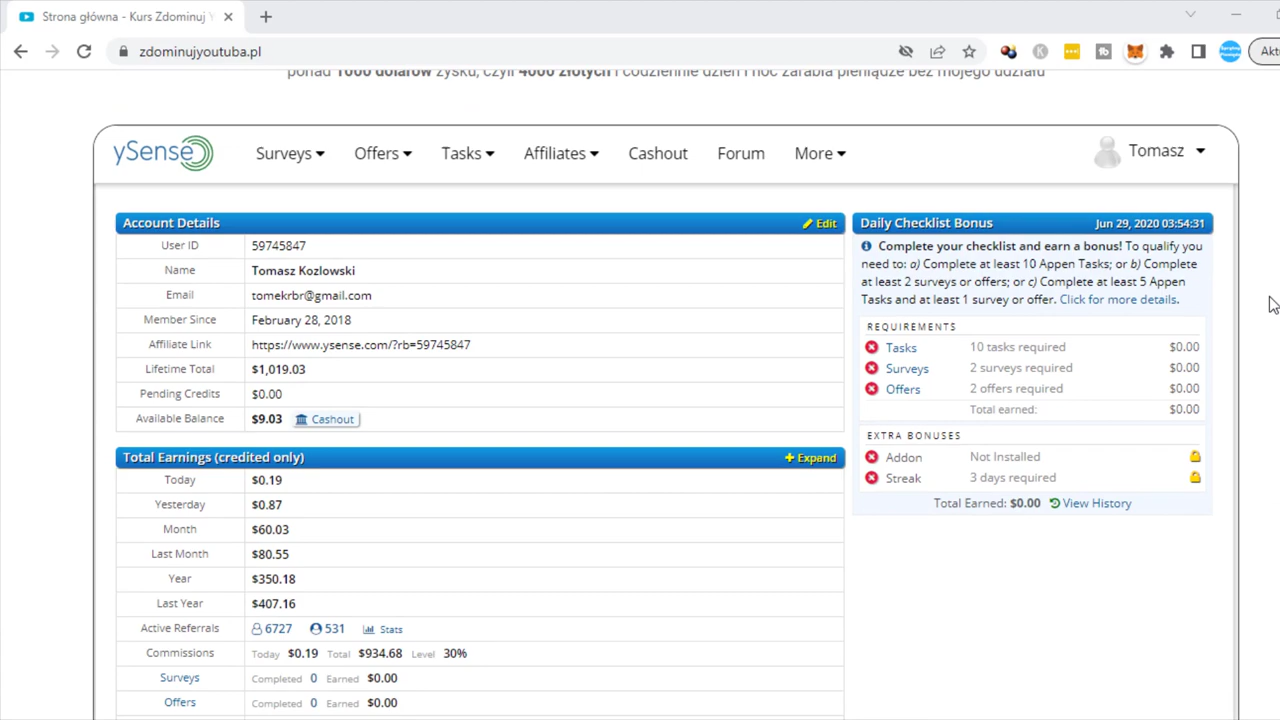 Strona główna - Kurs Zdominuj Y
zdominujyoutuba.pl
Aktu
ponad 1000 dolarów zysku, czyli 4000 złotych i codziennie dzień i noc zarabia pieniądze bez mojego udziału
ySense
Surveys Offers Tasks Affiliates Cashout Forum More
Tomasz
Account Details Edit
User ID 59745847
Name Tomasz Kozlowski
Email tomekrbr@gmail.com
Member Since February 28, 2018
Affiliate Link https://www.ysense.com/?rb=59745847
Lifetime Total $1,019.03
Pending Credits $0.00
Available Balance $9.03 Cashout
Total Earnings (credited only) Expand
Today $0.19
Yesterday $0.87
Month $60.03
Last Month $80.55
Year $350.18
Last Year $407.16
Active Referrals 6727 531 Stats
Commissions Today $0.19 Total $934.68 Level 30%
Surveys Completed 0 Earned $0.00
Offers Completed 0 Earned $0.00
Daily Checklist Bonus Jun 29, 2020 03:54:31
Complete your checklist and earn a bonus! To qualify you
need to: a) Complete at least 10 Appen Tasks; or b) Complete
at least 2 surveys or offers; or c) Complete at least 5 Appen
Tasks and at least 1 survey or offer. Click for more details.
REQUIREMENTS
Tasks 10 tasks required $0.00
Surveys 2 surveys required $0.00
Offers 2 offers required $0.00
Total earned: $0.00
EXTRA BONUSES
Addon Not Installed
Streak 3 days required
Total Earned: $0.00 View History